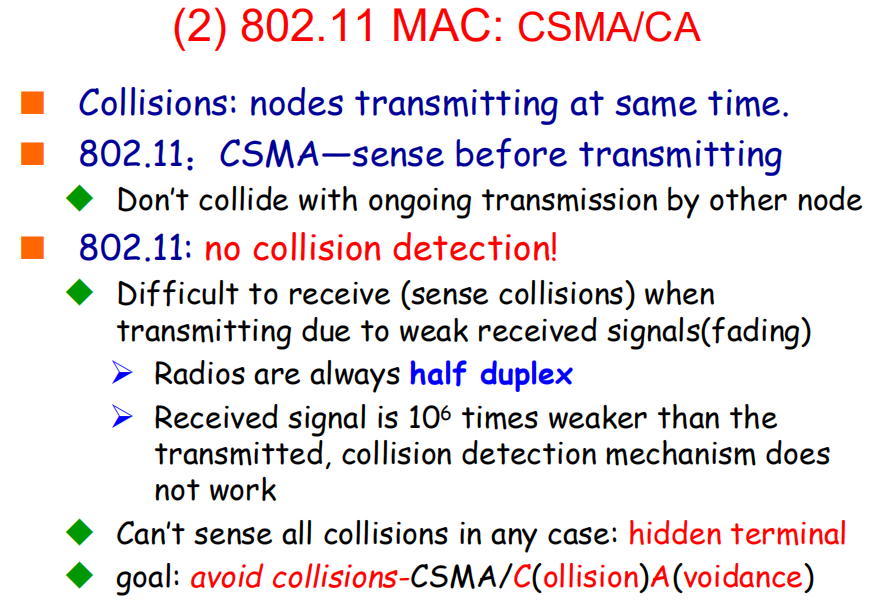 (2) 802.11 MAC: CSMA/CA
Collisions: nodes transmitting at same time.
802.11：CSMA—sense before transmitting
Don't collide with ongoing transmission by other node
802.11: no collision detection!
Difficult to receive (sense collisions) when
transmitting due to weak received signals(fading)
Radios are always half duplex
Received signal is 10⁶ times weaker than the
transmitted, collision detection mechanism does
not work
Can't sense all collisions in any case: hidden terminal
goal: avoid collisions-CSMA/C(ollision)A(voidance)